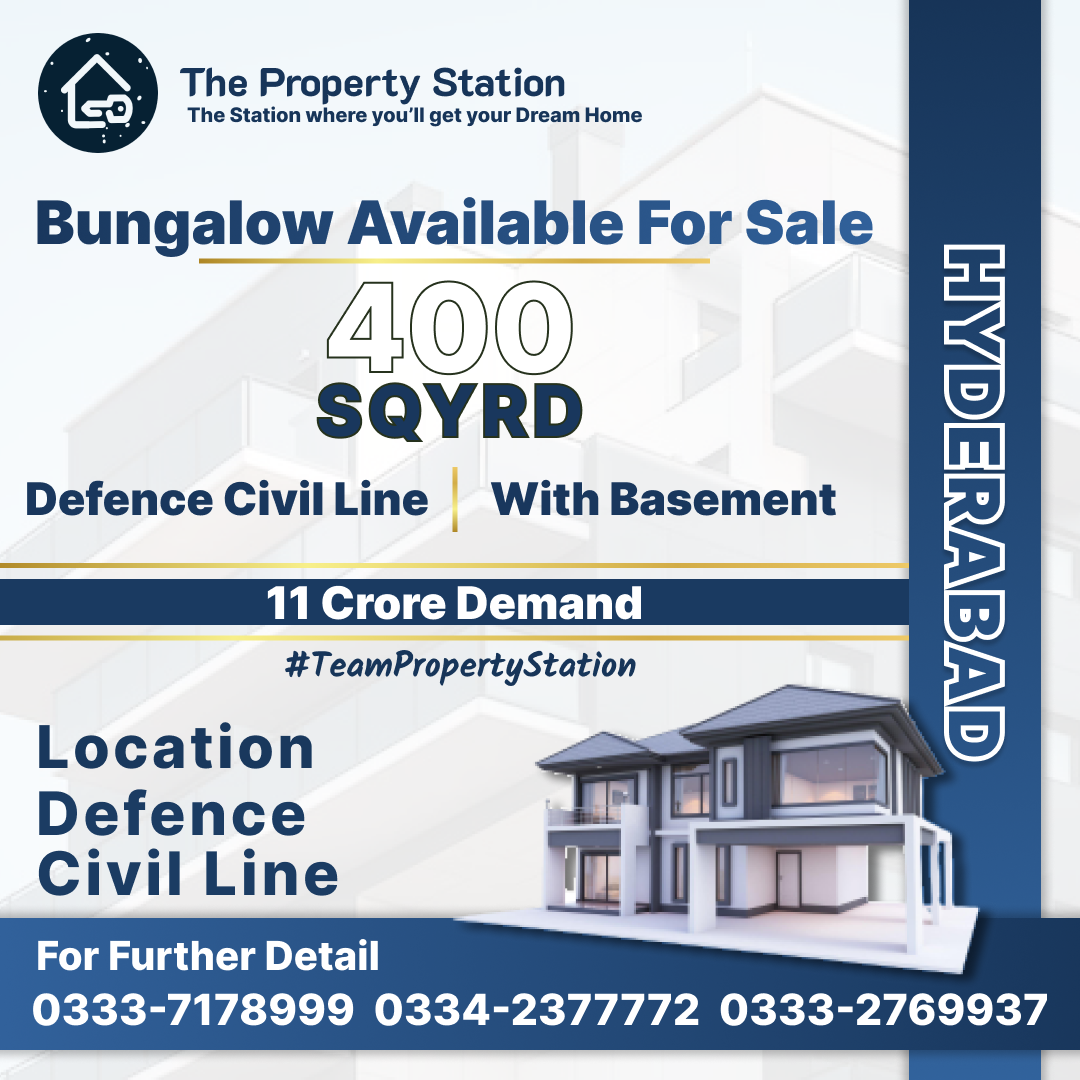 The Property Station
The Station where you'll get your Dream Home
Bungalow Available For Sale
400
SQYRD
Defence Civil Line
With Basement
11 Crore Demand
#TeamPropertyStation
HYDERABAD
Location
Defence
Civil Line
For Further Detail
0333-7178999 0334-2377772 0333-2769937